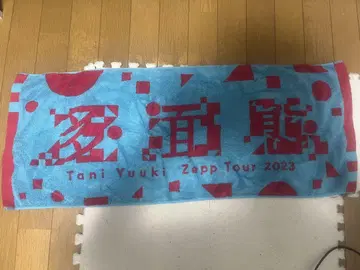 多面態
Tani Yuuki Zepp Tour 2023